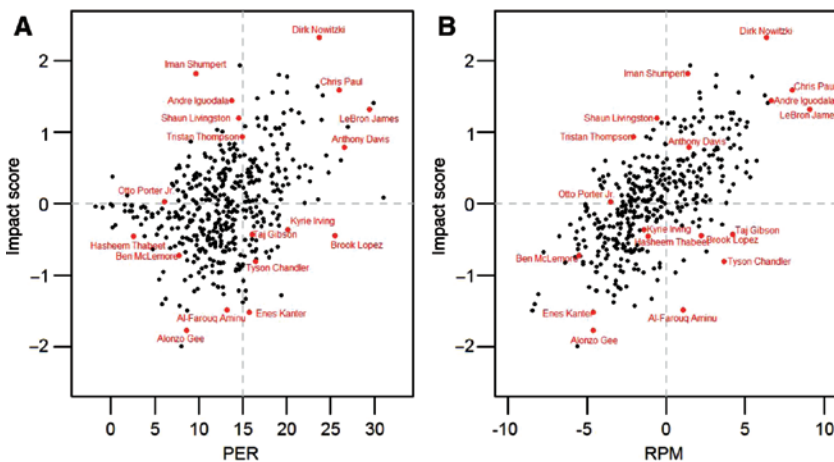 A
B
Dirk Nowitzki
Iman Shumpert
Chris Paul
Andre Iguodala
LeBron James
Shaun Livingston
Tristan Thompson
Anthony Davis
Otto Porter Jr.
Kyrie Irving
Taj Gibson
Hasheem Thabeet
Brook Lopez
Ben McLemore
Tyson Chandler
Al-Farouq Aminu
Enes Kanter
Alonzo Gee
Impact score
2
1
0
−1
−2
0 5 10 15 20 25 30
PER
Dirk Nowitzki
Iman Shumpert
Chris Paul
Andre Iguodala
LeBron James
Shaun Livingston
Tristan Thompson
Anthony Davis
Otto Porter Jr.
Kyrie Irving
Taj Gibson
Hasheem Thabeet
Brook Lopez
Ben McLemore
Tyson Chandler
Enes Kanter
Al-Farouq Aminu
Alonzo Gee
Impact score
2
1
0
−1
−2
-10 -5 0 5 10
RPM